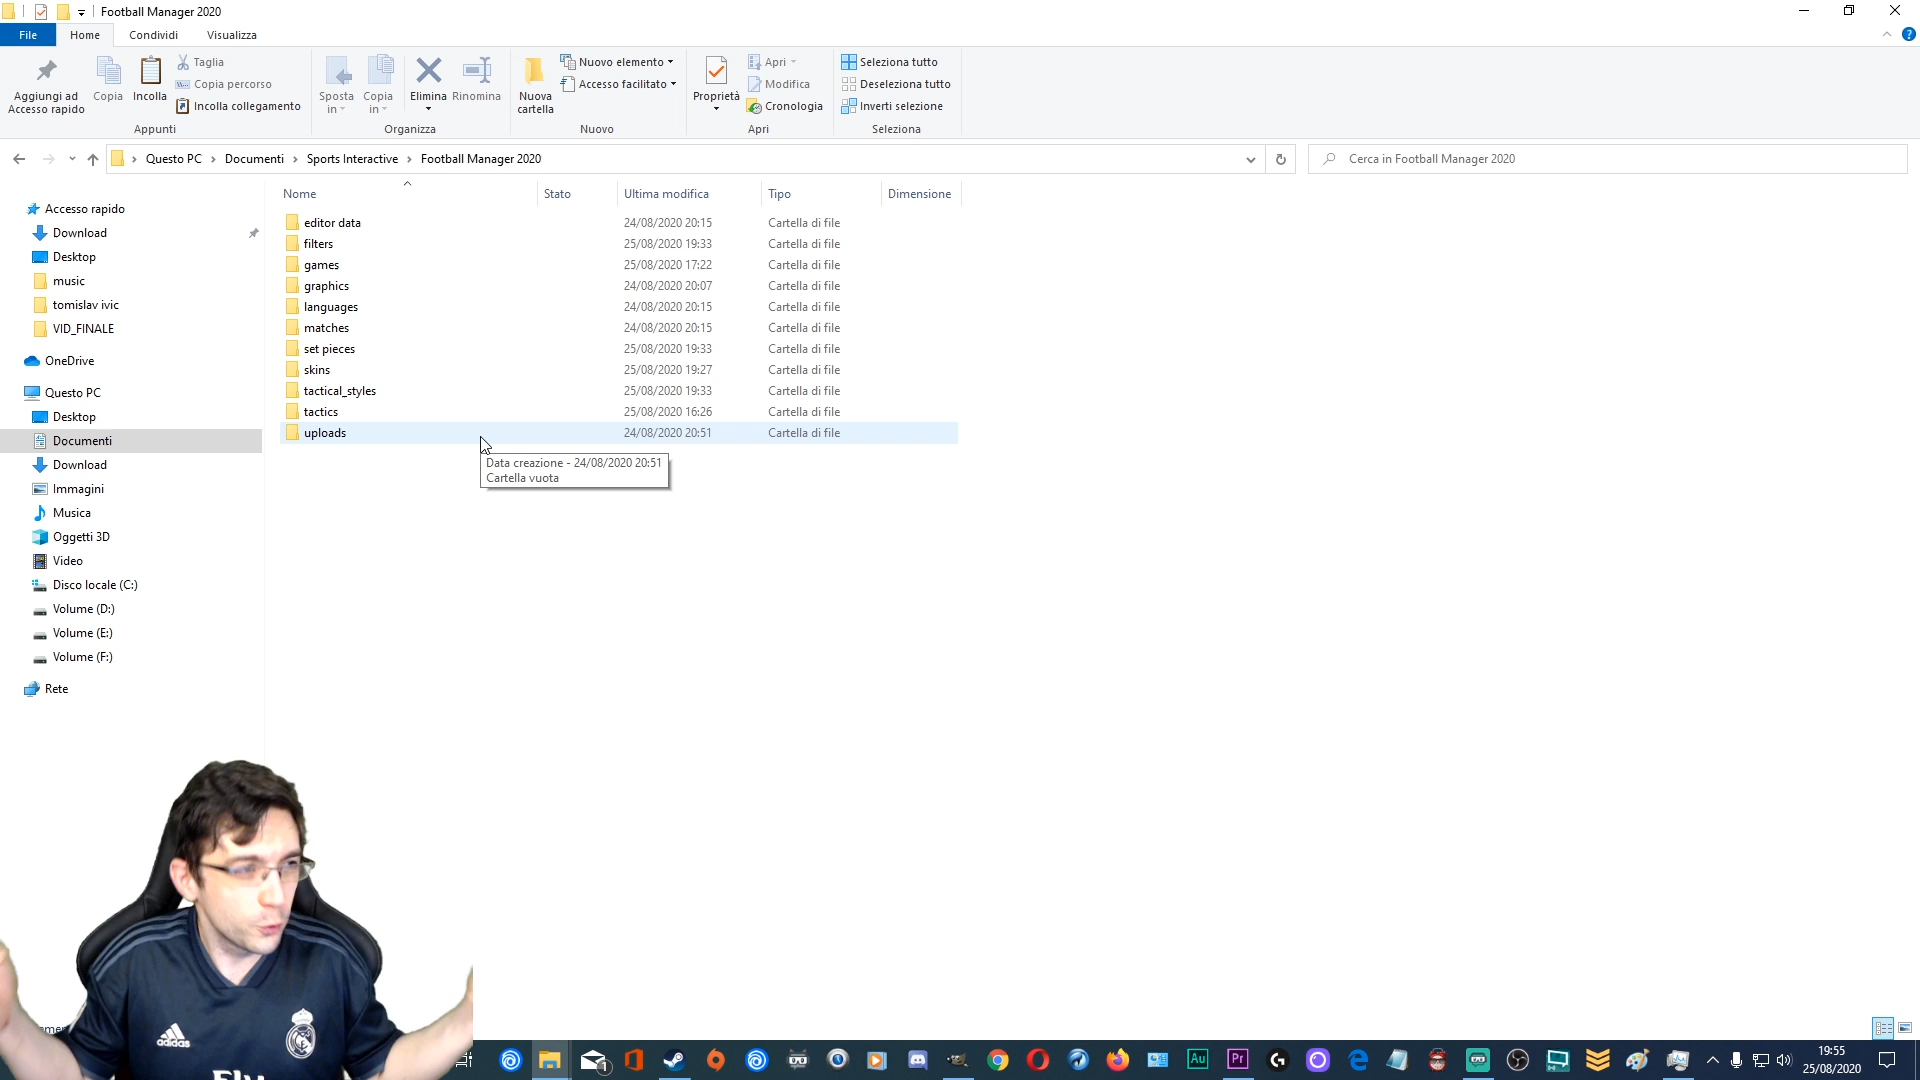 Football Manager 2020
File Home Condividi Visualizza
Aggiungi ad Accesso rapido
Copia
Incolla
Taglia
Copia percorso
Incolla collegamento
Appunti
Sposta in
Copia in
Elimina
Rinomina
Organizza
Nuova cartella
Nuovo elemento
Accesso facilitato
Nuovo
Proprietà
Apri
Modifica
Cronologia
Apri
Seleziona tutto
Deseleziona tutto
Inverti selezione
Seleziona
Questo PC > Documenti > Sports Interactive > Football Manager 2020
Cerca in Football Manager 2020
Accesso rapido
Download
Desktop
music
tomislav ivic
VID_FINALE
OneDrive
Questo PC
Desktop
Documenti
Download
Immagini
Musica
Oggetti 3D
Video
Disco locale (C:)
Volume (D:)
Volume (E:)
Volume (F:)
Rete
Nome Stato Ultima modifica Tipo Dimensione
editor data 24/08/2020 20:15 Cartella di file
filters 25/08/2020 19:33 Cartella di file
games 25/08/2020 17:22 Cartella di file
graphics 24/08/2020 20:07 Cartella di file
languages 24/08/2020 20:15 Cartella di file
matches 24/08/2020 20:15 Cartella di file
set pieces 25/08/2020 19:33 Cartella di file
skins 25/08/2020 19:27 Cartella di file
tactical_styles 25/08/2020 19:33 Cartella di file
tactics 25/08/2020 16:26 Cartella di file
uploads 24/08/2020 20:51 Cartella di file
Data creazione - 24/08/2020 20:51
Cartella vuota
adidas
1
Au
Pr
19:55
25/08/2020